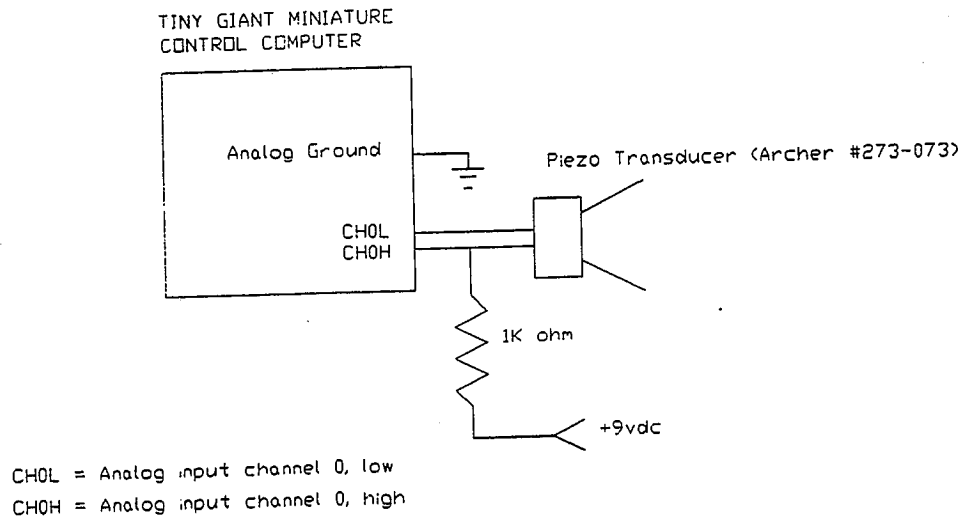 TINY GIANT MINIATURE
CONTROL COMPUTER
Analog Ground
Piezo Transducer (Archer #273-073)
CH0L
CH0H
1K ohm
+9vdc
CH0L = Analog input channel 0, low
CH0H = Analog input channel 0, high